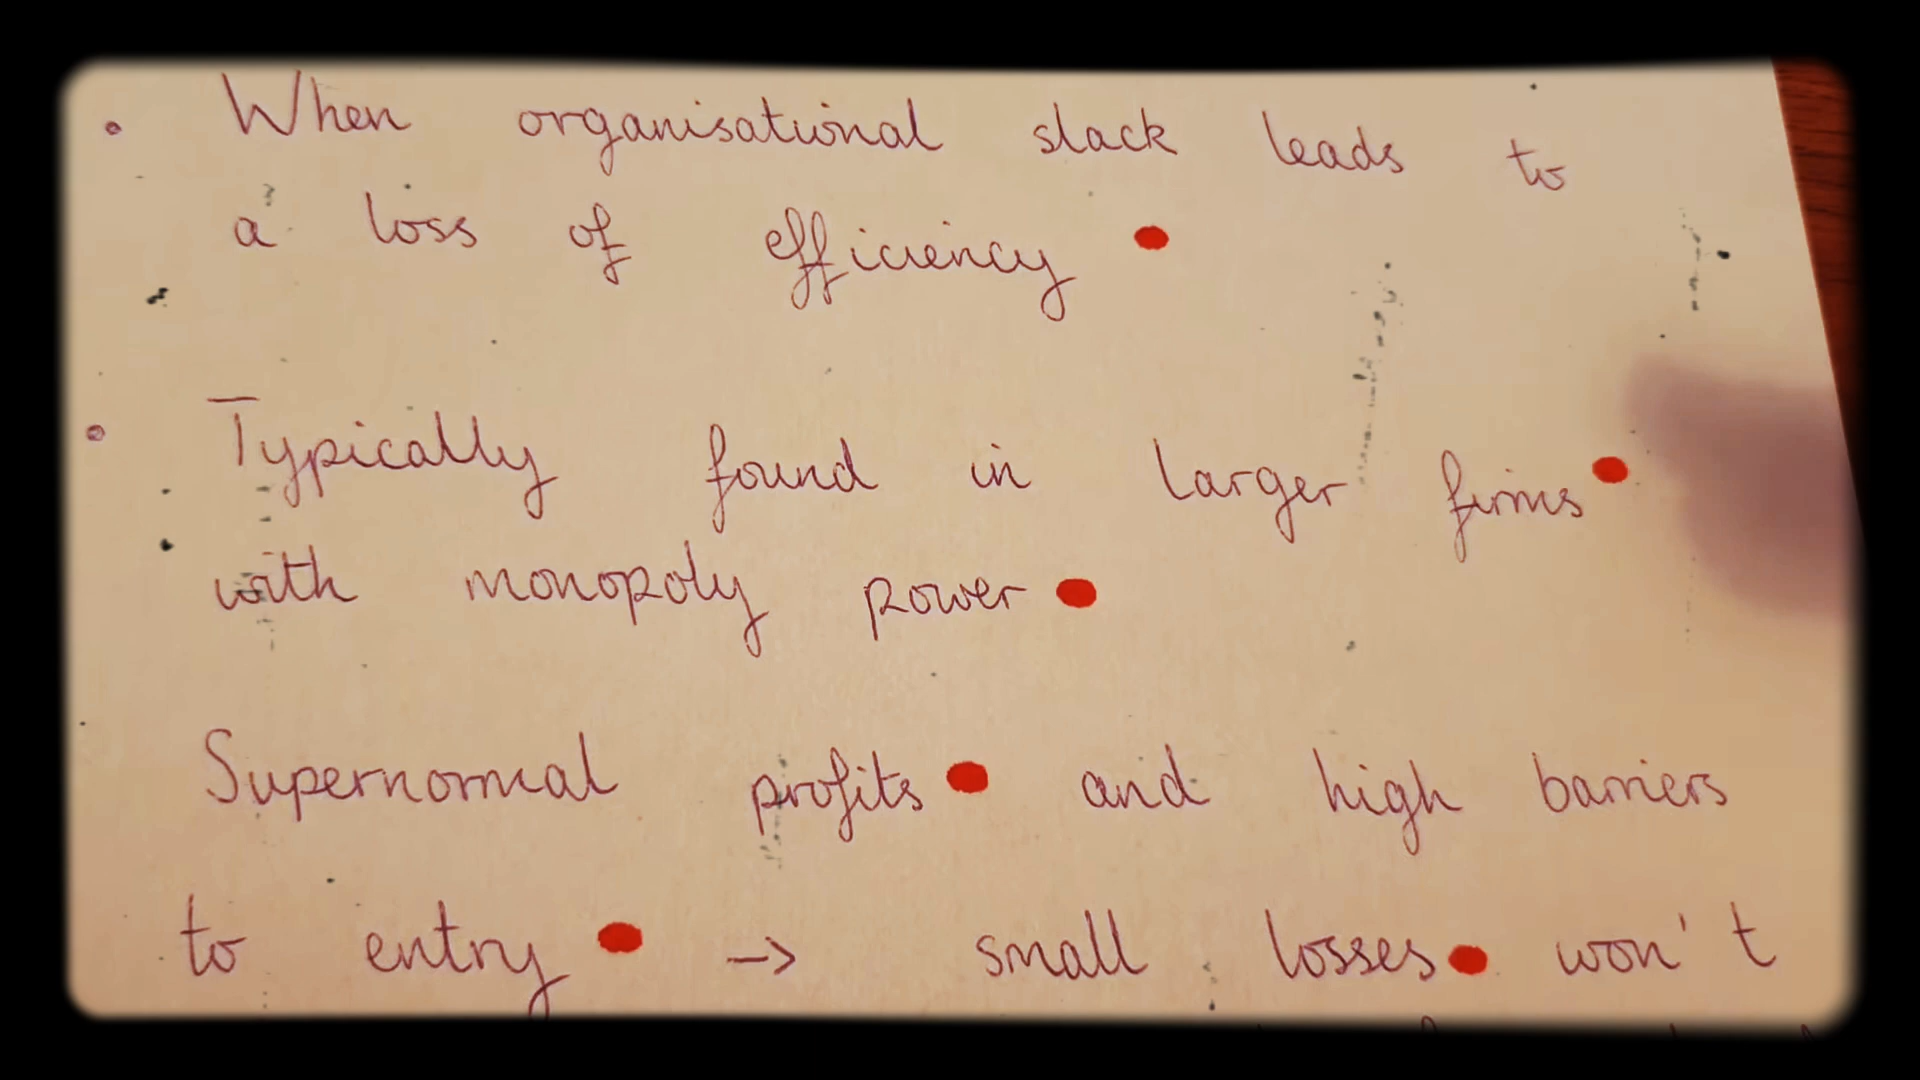 • When organisational slack leads to
a loss of efficiency
• Typically found in larger firms
with monopoly power
Supernormal profits and high barriers
to entry -> small losses won't